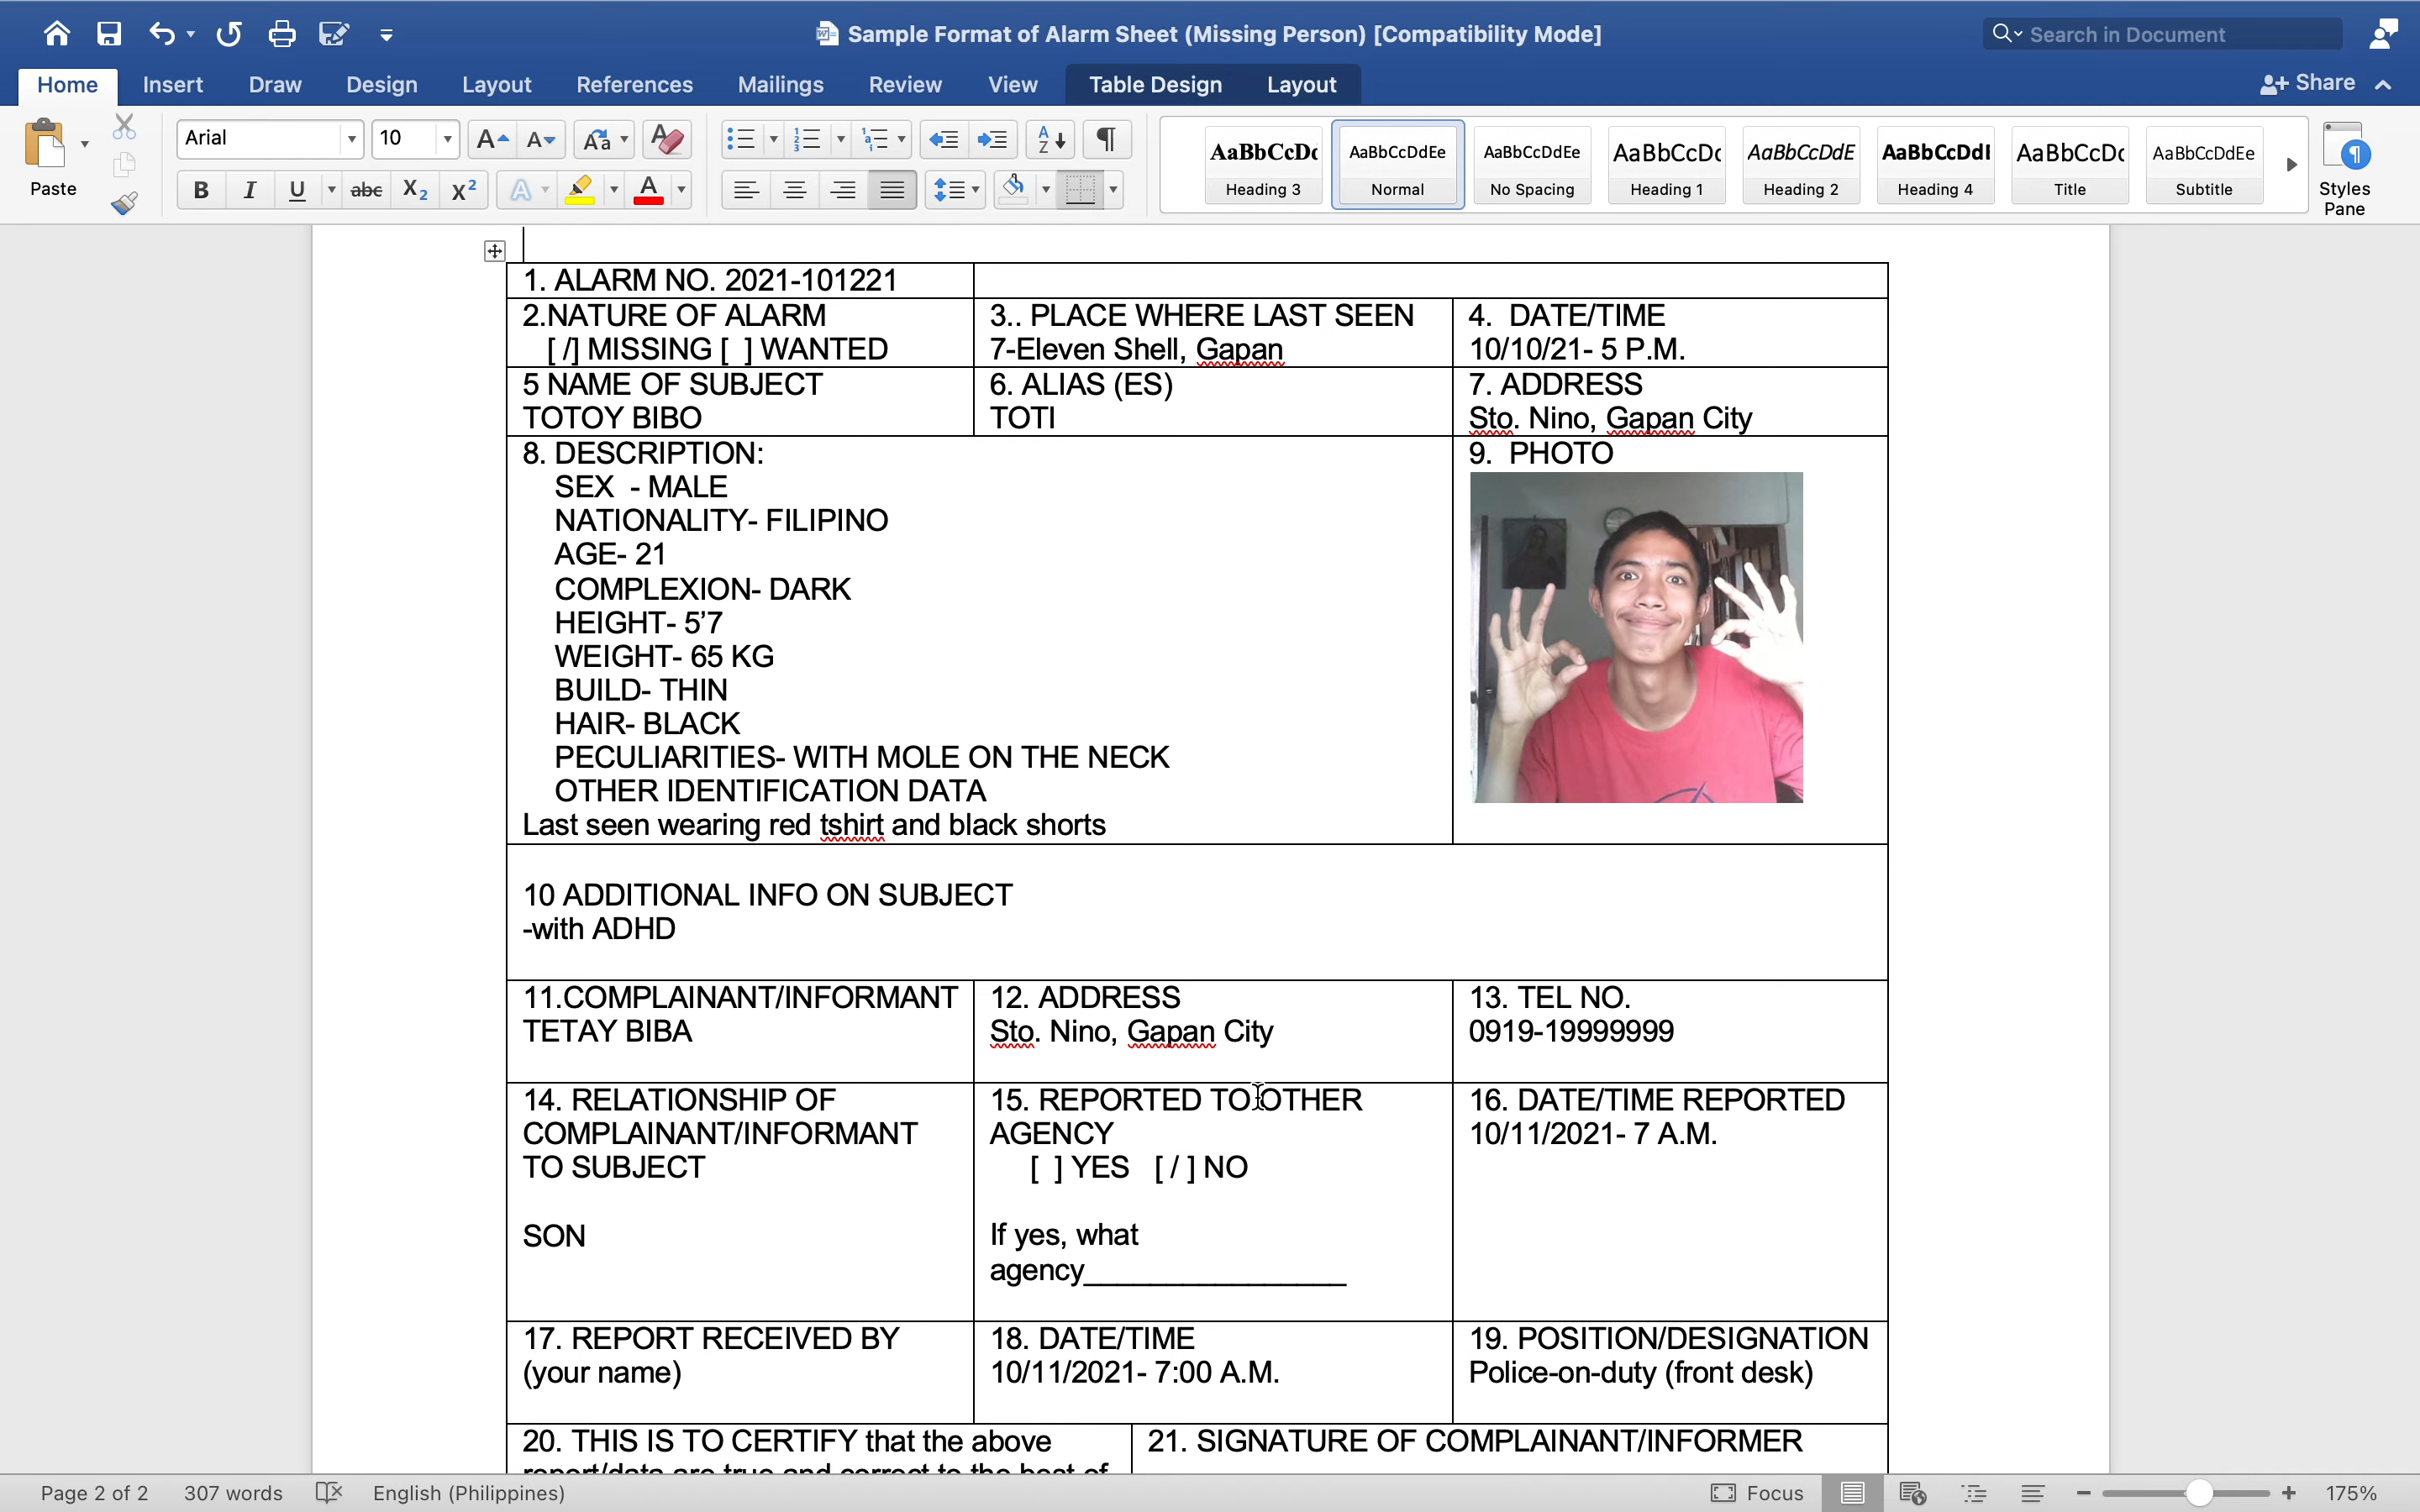 Sample Format of Alarm Sheet (Missing Person) [Compatibility Mode]
Search in Document
Home Insert Draw Design Layout References Mailings Review View Table Design Layout Share
Paste
Arial 10
AaBbCcDc AaBbCcDdEe AaBbCcDdEe AaBbCcDc AaBbCcDdE AaBbCcDdI AaBbCcDc AaBbCcDdEe
Heading 3 Normal No Spacing Heading 1 Heading 2 Heading 4 Title Subtitle
Styles
Pane
1. ALARM NO. 2021-101221
2.NATURE OF ALARM
[ /] MISSING [ ] WANTED
3.. PLACE WHERE LAST SEEN
7-Eleven Shell, Gapan
4. DATE/TIME
10/10/21- 5 P.M.
5 NAME OF SUBJECT
TOTOY BIBO
6. ALIAS (ES)
TOTI
7. ADDRESS
Sto. Nino, Gapan City
8. DESCRIPTION:
SEX - MALE
NATIONALITY- FILIPINO
AGE- 21
COMPLEXION- DARK
HEIGHT- 5’7
WEIGHT- 65 KG
BUILD- THIN
HAIR- BLACK
PECULIARITIES- WITH MOLE ON THE NECK
OTHER IDENTIFICATION DATA
Last seen wearing red tshirt and black shorts
9. PHOTO
10 ADDITIONAL INFO ON SUBJECT
-with ADHD
11.COMPLAINANT/INFORMANT
TETAY BIBA
12. ADDRESS
Sto. Nino, Gapan City
13. TEL NO.
0919-19999999
14. RELATIONSHIP OF
COMPLAINANT/INFORMANT
TO SUBJECT
SON
15. REPORTED TO OTHER
AGENCY
[ ] YES [ / ] NO
If yes, what
agency________________
16. DATE/TIME REPORTED
10/11/2021- 7 A.M.
17. REPORT RECEIVED BY
(your name)
18. DATE/TIME
10/11/2021- 7:00 A.M.
19. POSITION/DESIGNATION
Police-on-duty (front desk)
20. THIS IS TO CERTIFY that the above
report/data are true and correct to the best of
21. SIGNATURE OF COMPLAINANT/INFORMER
Page 2 of 2 307 words English (Philippines) Focus 175%